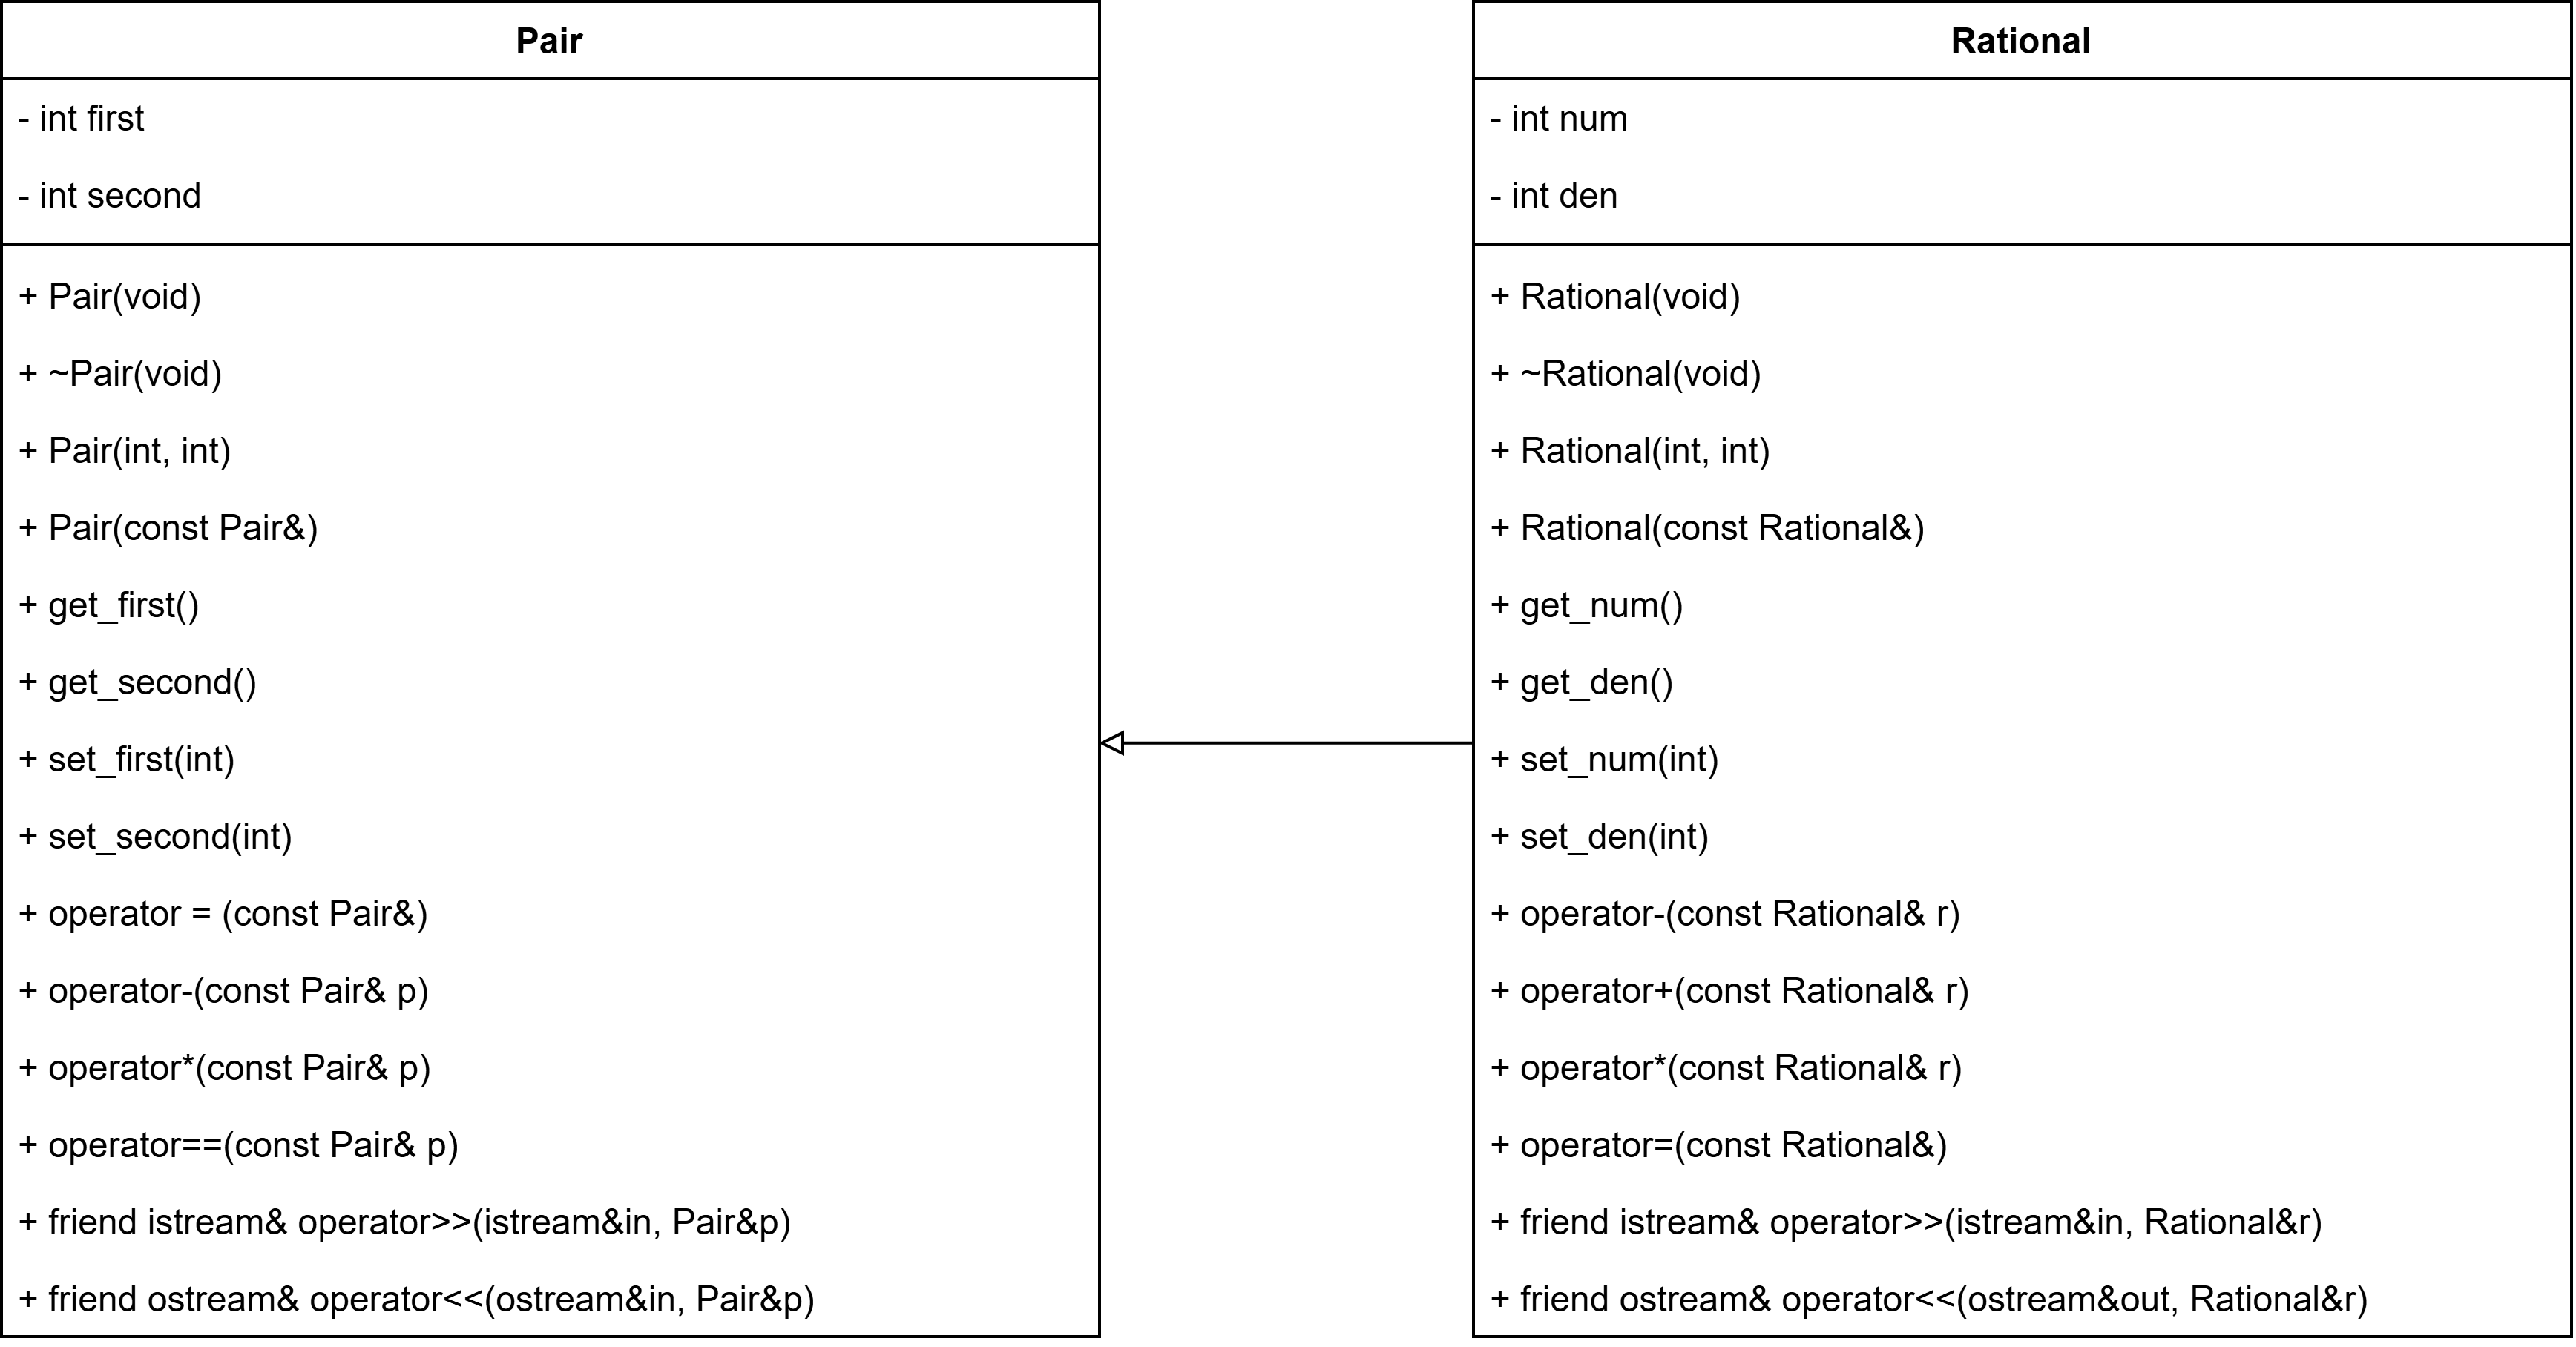 Pair
- int first
- int second
+ Pair(void)
+ ~Pair(void)
+ Pair(int, int)
+ Pair(const Pair&)
+ get_first()
+ get_second()
+ set_first(int)
+ set_second(int)
+ operator = (const Pair&)
+ operator-(const Pair& p)
+ operator*(const Pair& p)
+ operator==(const Pair& p)
+ friend istream& operator>>(istream&in, Pair&p)
+ friend ostream& operator<<(ostream&in, Pair&p)
Rational
- int num
- int den
+ Rational(void)
+ ~Rational(void)
+ Rational(int, int)
+ Rational(const Rational&)
+ get_num()
+ get_den()
+ set_num(int)
+ set_den(int)
+ operator-(const Rational& r)
+ operator+(const Rational& r)
+ operator*(const Rational& r)
+ operator=(const Rational&)
+ friend istream& operator>>(istream&in, Rational&r)
+ friend ostream& operator<<(ostream&out, Rational&r)